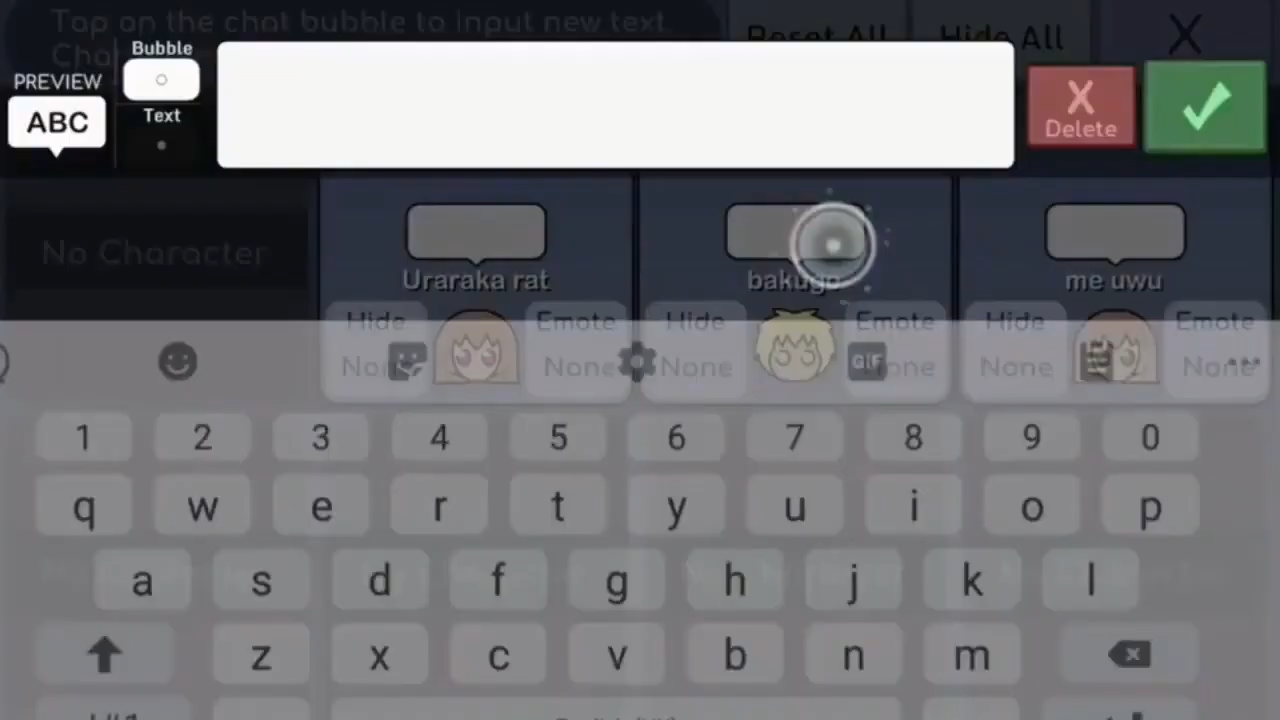 Tap on the chat bubble to input new text.
Cha
Reset All
Hide All
X
PREVIEW
ABC
Bubble
Text
X
Delete
No Character
Uraraka rat
bakugo
me uwu
Hide
Emote
Hide
Emote
Hide
Emote
None
None
None
None
None
GIF
1 2 3 4 5 6 7 8 9 0
q w e r t y u i o p
a s d f g h j k l
z x c v b n m